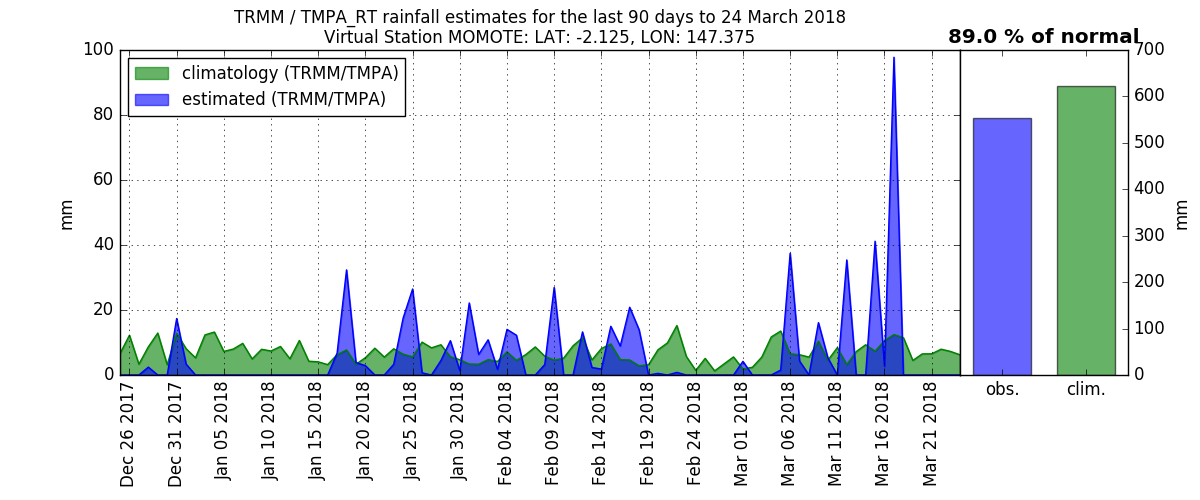 TRMM / TMPA_RT rainfall estimates for the last 90 days to 24 March 2018
Virtual Station MOMOTE: LAT: -2.125, LON: 147.375
89.0 % of normal
climatology (TRMM/TMPA)
estimated (TRMM/TMPA)
100
80
60
40
20
0
mm
Dec 26 2017
Dec 31 2017
Jan 05 2018
Jan 10 2018
Jan 15 2018
Jan 20 2018
Jan 25 2018
Jan 30 2018
Feb 04 2018
Feb 09 2018
Feb 14 2018
Feb 19 2018
Feb 24 2018
Mar 01 2018
Mar 06 2018
Mar 11 2018
Mar 16 2018
Mar 21 2018
700
600
500
400
300
200
100
0
mm
obs.
clim.